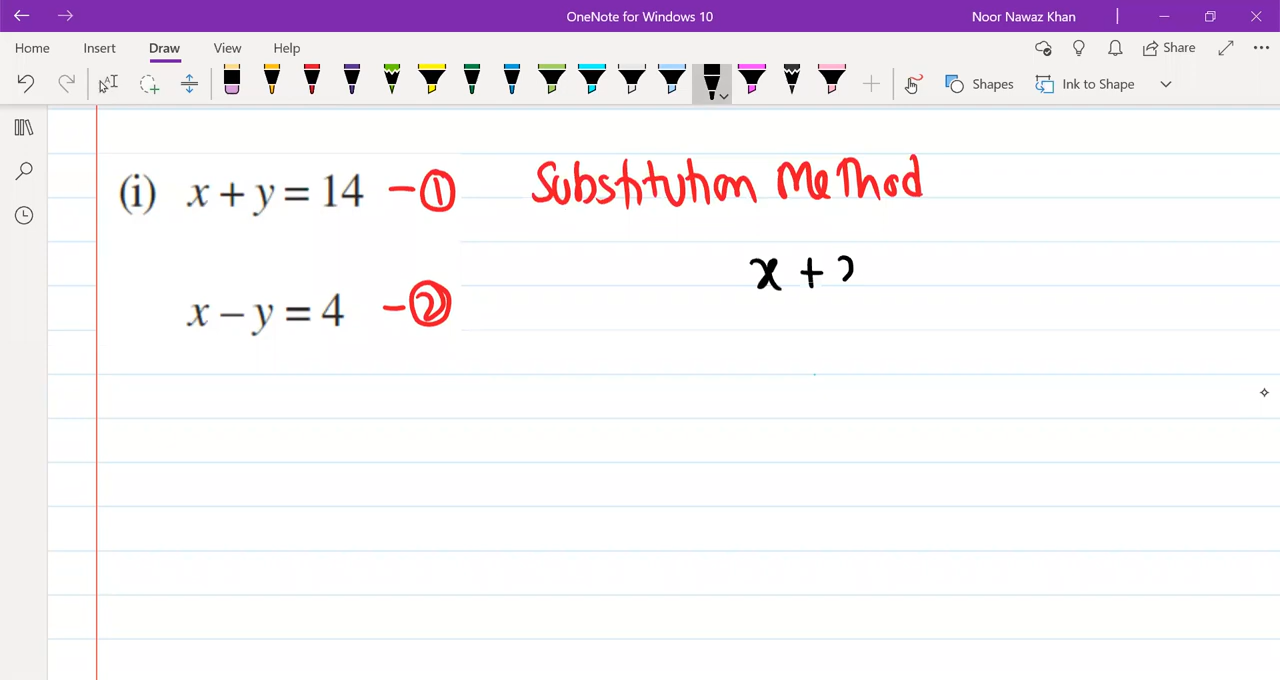 OneNote for Windows 10
Noor Nawaz Khan
Home Insert Draw View Help
Share
Shapes
Ink to Shape
(i) x + y = 14 – ①
Substitution Method
x +
x – y = 4 – ②